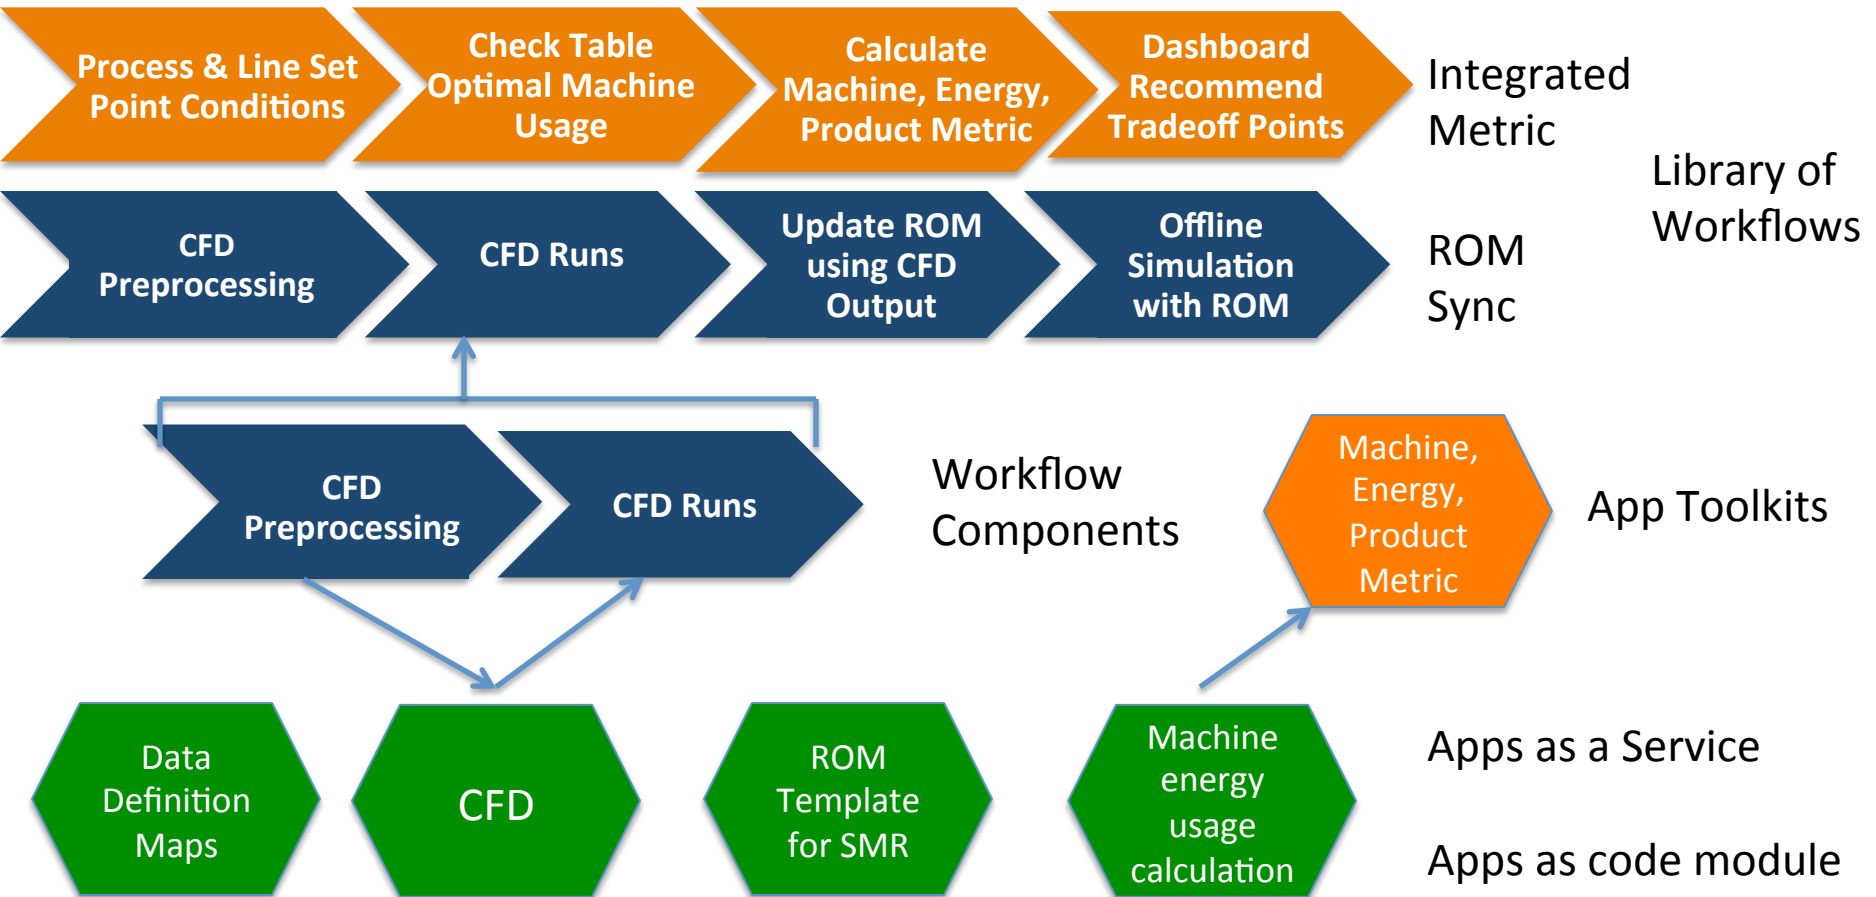 Process & Line Set
Point Conditions
Check Table
Optimal Machine
Usage
Calculate
Machine, Energy,
Product Metric
Dashboard
Recommend
Tradeoff Points
Integrated
Metric
Library of
Workflows
CFD
Preprocessing
CFD Runs
Update ROM
using CFD
Output
Offline
Simulation
with ROM
ROM
Sync
CFD
Preprocessing
CFD Runs
Workflow
Components
Machine,
Energy,
Product
Metric
App Toolkits
Data
Definition
Maps
CFD
ROM
Template
for SMR
Machine
energy
usage
calculation
Apps as a Service
Apps as code module